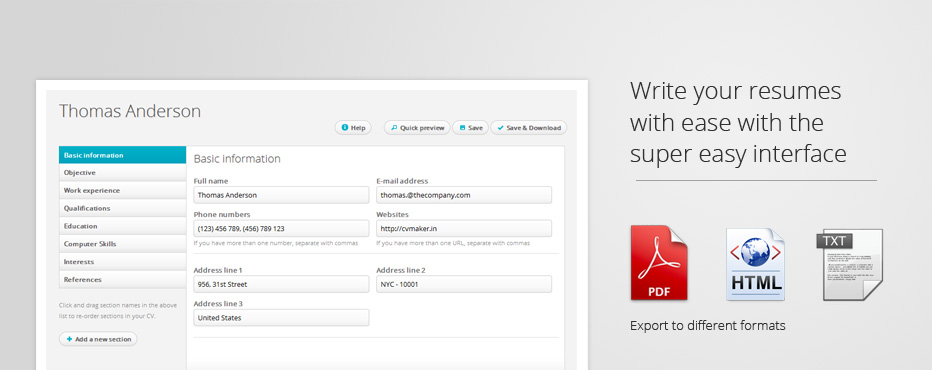 Thomas Anderson
Help
Quick preview
Save
Save & Download
Basic information
Objective
Work experience
Qualifications
Education
Computer Skills
Interests
References
Click and drag section names in the above
list to re-order sections in your CV.
Add a new section
Basic information
Full name
E-mail address
Thomas Anderson
thomas.@thecompany.com
Phone numbers
Websites
(123) 456 789, (456) 789 123
http://cvmaker.in
If you have more than one number, separate with commas
If you have more than one URL, separate with commas
Address line 1
Address line 2
956, 31st Street
NYC - 10001
Address line 3
United States
Write your resumes
with ease with the
super easy interface
PDF
HTML
TXT
Export to different formats